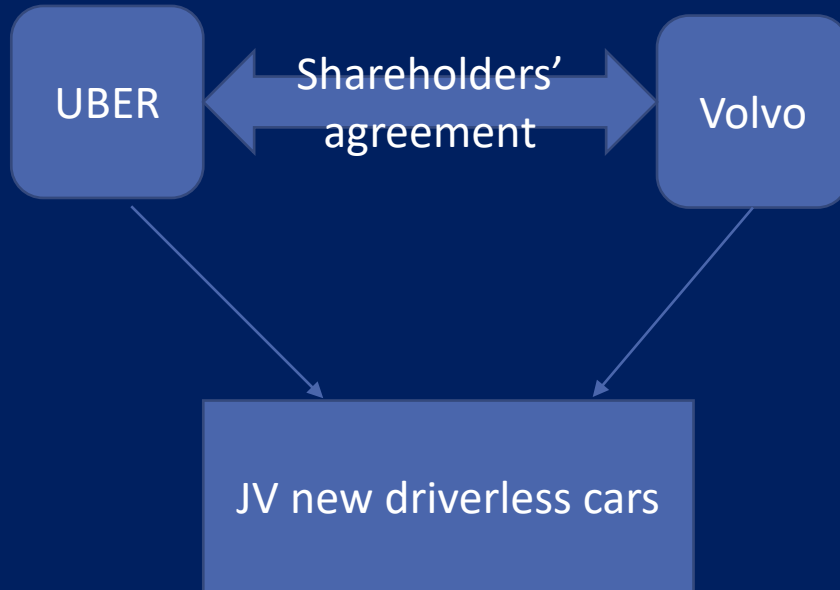 UBER
Shareholders’
agreement
Volvo
JV new driverless cars